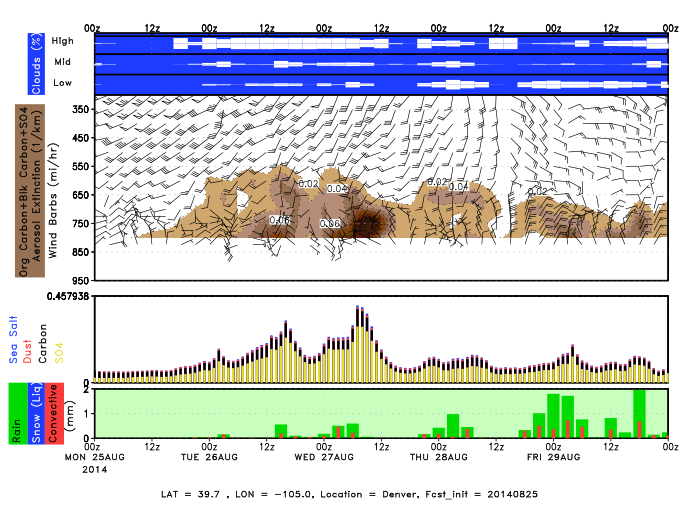 00z 12z 00z 12z 00z 12z 00z 12z 00z 12z 00z
Clouds (%)
High
Mid
Low
Org Carbon+Blk Carbon+SO4
Aerosol Extinction (1/km)
Wind Barbs (mi/hr)
350
450
550
650
750
850
950
0.02
0.04
0.06
0.06
0.02
0.04
0.02
0.457938
0
Sea Salt
Dust
Carbon
SO4
2
1
0
Rain
Snow (Liq)
Convective
(mm)
00z 12z 00z 12z 00z 12z 00z 12z 00z 12z 00z
MON 25AUG TUE 26AUG WED 27AUG THU 28AUG FRI 29AUG
2014
LAT = 39.7 , LON = -105.0, Location = Denver, Fcst_init = 20140825